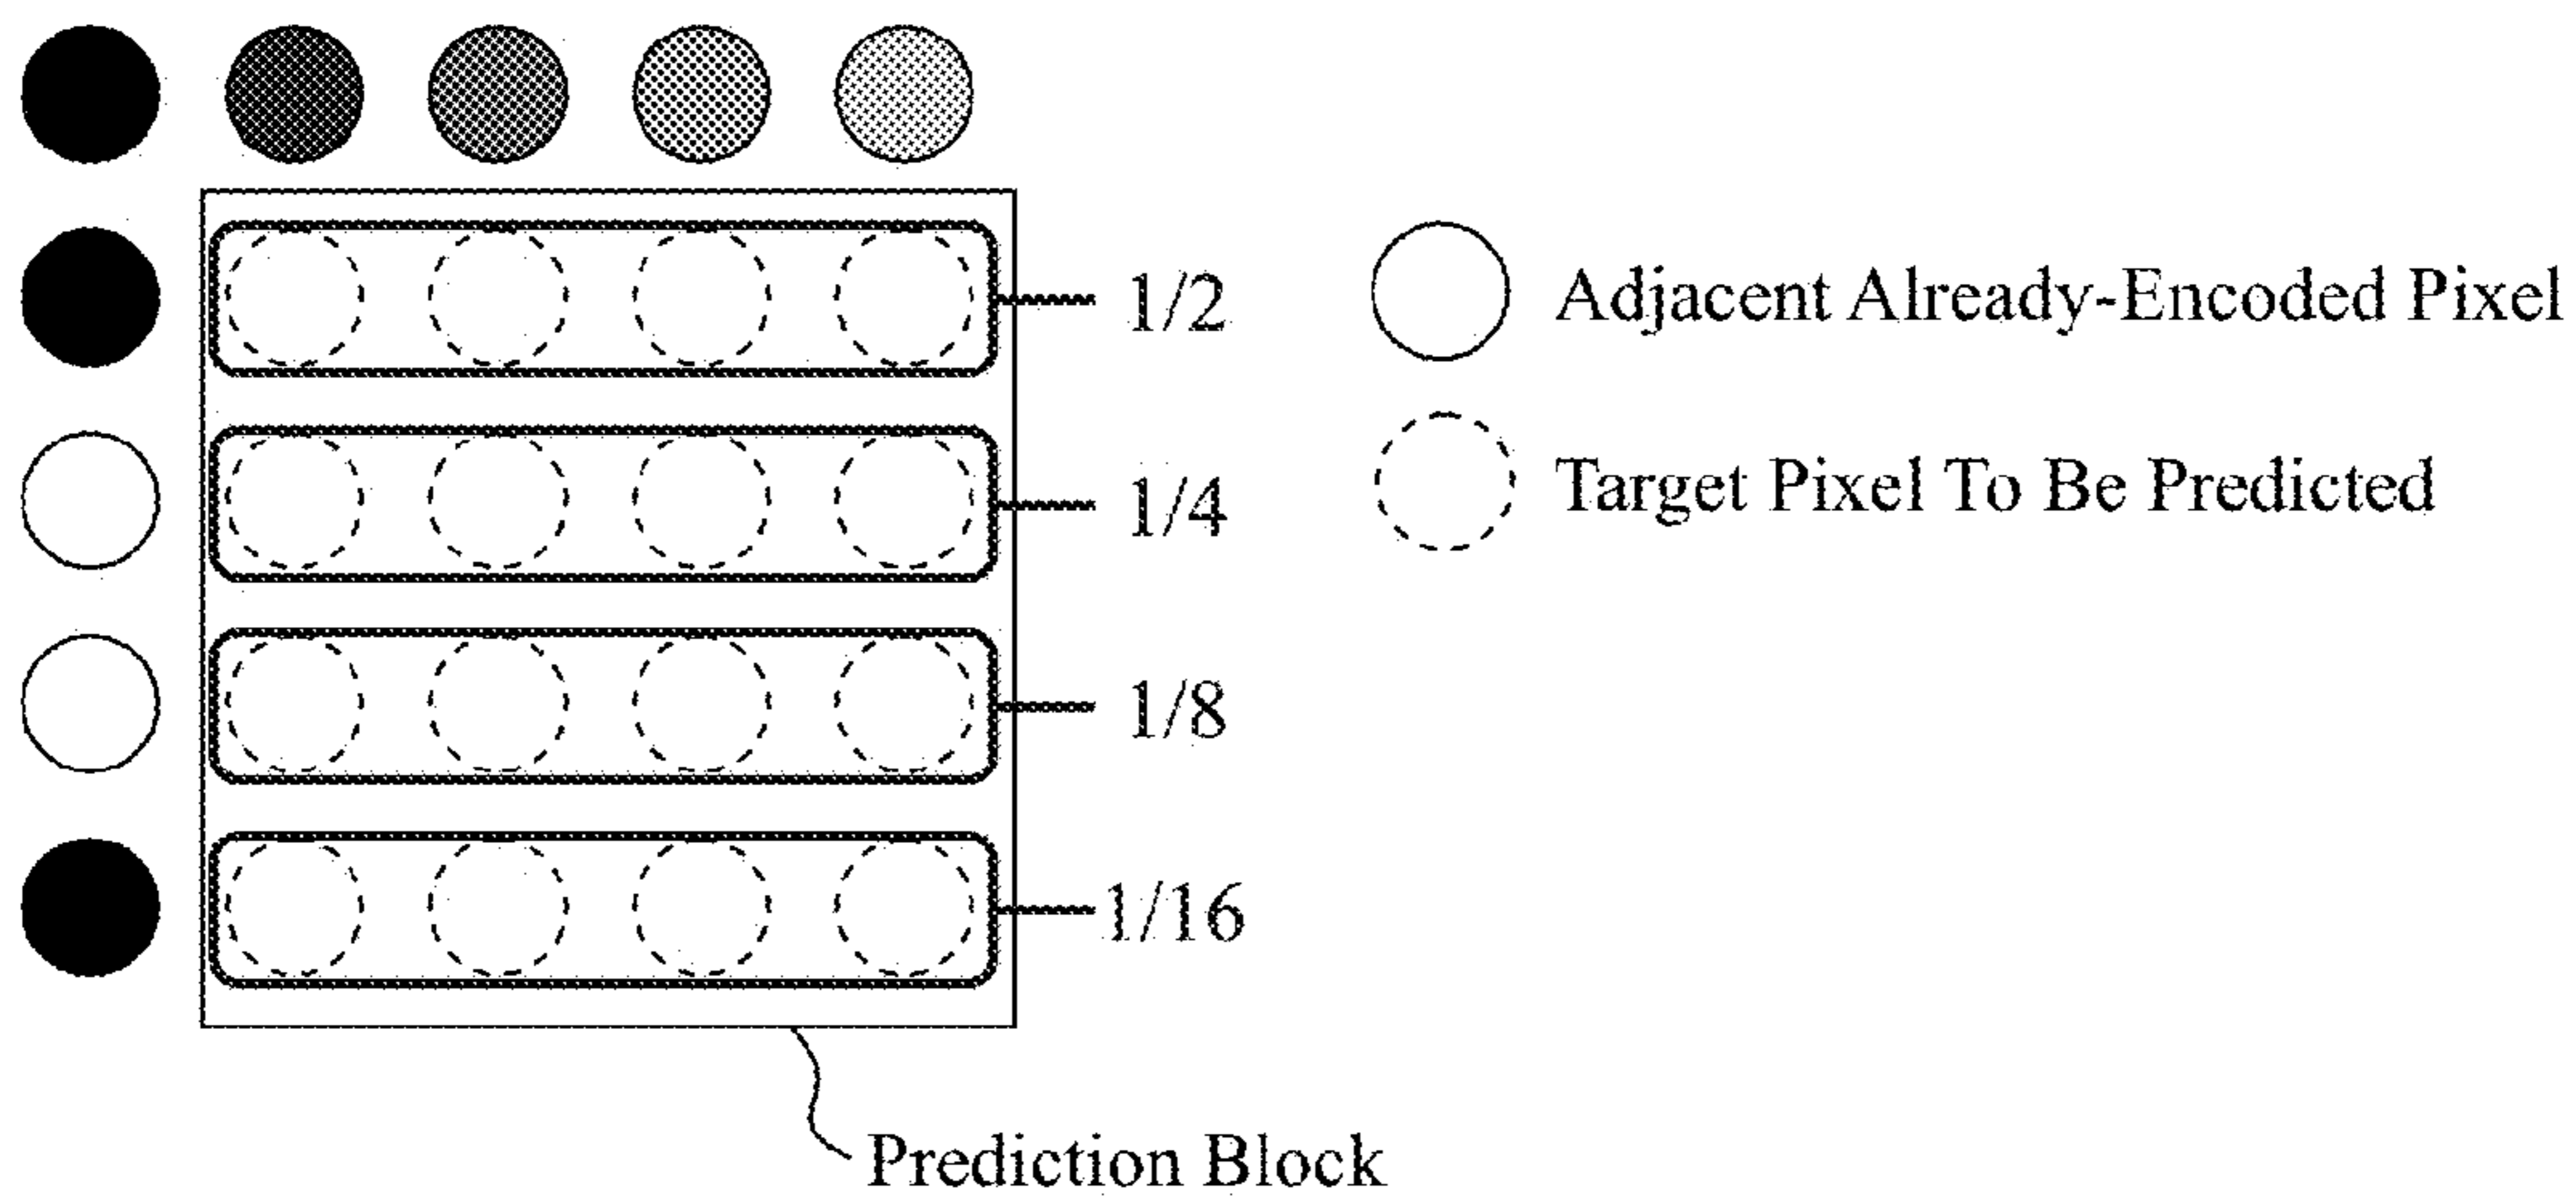 1/2
Adjacent Already-Encoded Pixel
1/4
Target Pixel To Be Predicted
1/8
1/16
Prediction Block